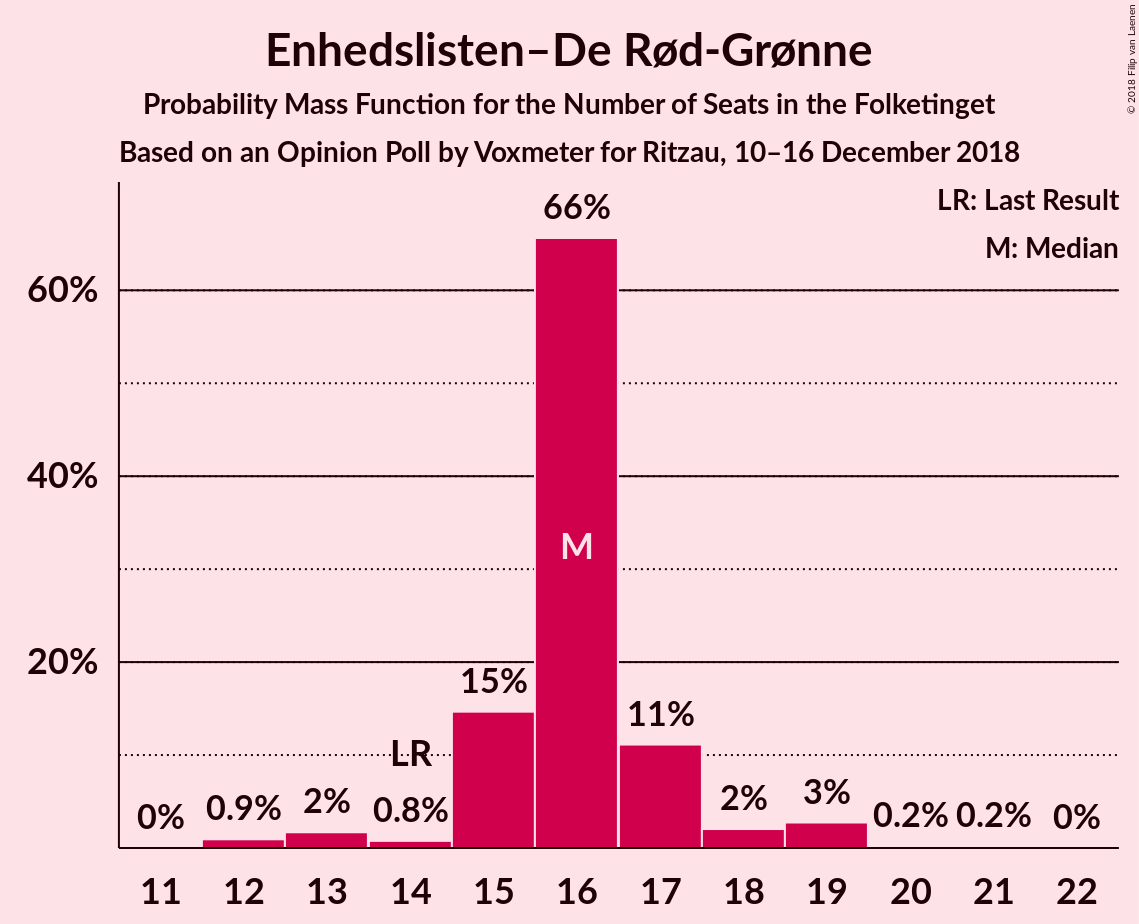 Enhedslisten–De Rød-Grønne
Probability Mass Function for the Number of Seats in the Folketinget
Based on an Opinion Poll by Voxmeter for Ritzau, 10–16 December 2018
© 2018 Filip van Laenen
LR: Last Result
M: Median
60%
40%
20%
0%
0.9%
2%
0.8%
LR
15%
66%
M
11%
2%
3%
0.2%
0.2%
0%
11 12 13 14 15 16 17 18 19 20 21 22